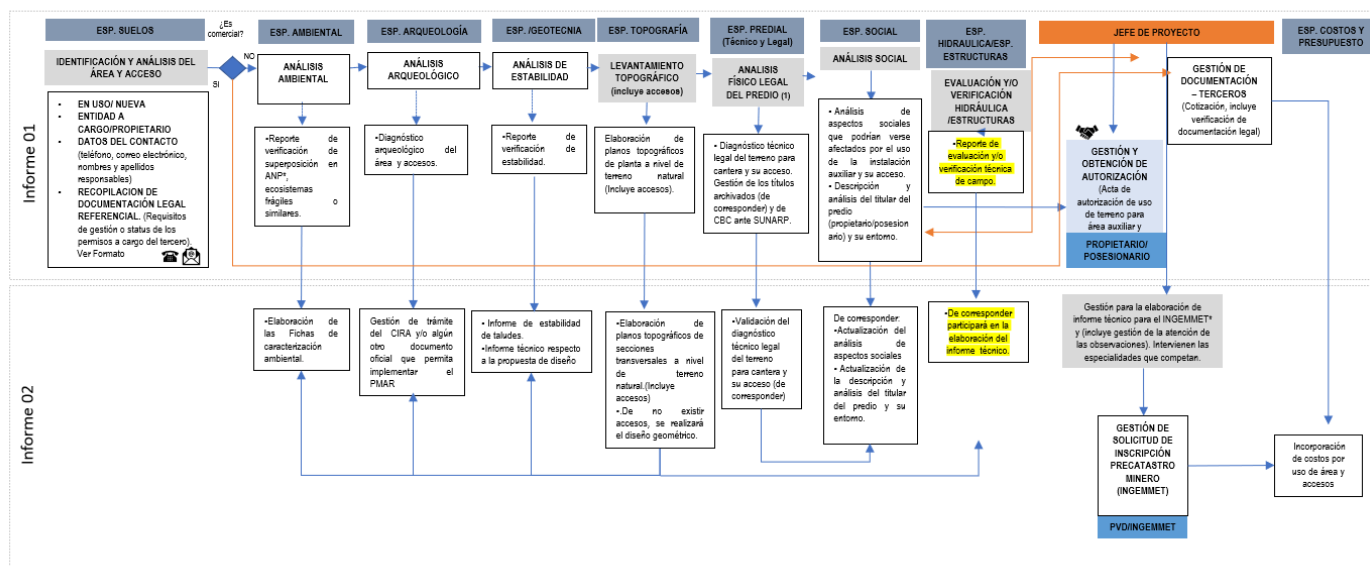 ESP. SUELOS
IDENTIFICACIÓN Y ANÁLISIS DEL
ÁREA Y ACCESO
• EN USO/ NUEVA
• ENTIDAD A
CARGO/PROPIETARIO
• DATOS DEL CONTACTO
(teléfono, correo electrónico,
nombres y apellidos
responsables)
• RECOPILACION DE
DOCUMENTACIÓN LEGAL
REFERENCIAL. (Requisitos
de gestión o status de los
permisos a cargo del tercero).
Ver Formato
¿Es
comercial?
NO
SI
ESP. AMBIENTAL
ANÁLISIS
AMBIENTAL
•Reporte de
verificación de
superposición en
ANP*, ecosistemas
frágiles o
similares.
ESP. ARQUEOLOGÍA
ANÁLISIS
ARQUEOLÓGICO
•Diagnóstico
arqueológico del
área y accesos.
ESP. /GEOTECNIA
ANÁLISIS DE
ESTABILIDAD
•Reporte de
verificación de
estabilidad.
ESP. TOPOGRAFÍA
LEVANTAMIENTO
TOPOGRÁFICO
(incluye accesos)
Elaboración de
planos topográficos
de planta a nivel de
terreno natural
(Incluye accesos).
ESP. PREDIAL
(Técnico y Legal)
ANALISIS
FÍSICO LEGAL
DEL PREDIO (1)
• Diagnóstico técnico
legal del terreno para
cantera y su acceso.
Gestión de los títulos
archivados (de
corresponder) y de
CBC ante SUNARP.
ESP. SOCIAL
ANÁLISIS SOCIAL
• Análisis de
aspectos sociales
que podrían verse
afectados por el uso
de la instalación
auxiliar y su acceso.
• Descripción y
análisis del titular del
predio
(propietario/posesion
ario) y su entorno.
ESP.
HIDRAULICA/ESP.
ESTRUCTURAS
EVALUACIÓN Y/O
VERIFICACIÓN
HIDRÁULICA
/ESTRUCTURAS
•Reporte de
evaluación y/o
verificación técnica
de campo.
JEFE DE PROYECTO
GESTIÓN DE
DOCUMENTACIÓN
– TERCEROS
(Cotización, incluye
verificación de
documentación legal)
GESTIÓN Y
OBTENCIÓN DE
AUTORIZACIÓN
(Acta de
autorización de uso
de terreno para
área auxiliar y
PROPIETARIO/
POSESIONARIO
ESP. COSTOS Y
PRESUPUESTO
Informe 01
Informe 02
•Elaboración de
las Fichas de
caracterización
ambiental.
Gestión de trámite
del CIRA y/o algún
otro documento
oficial que permita
implementar el
PMAR
• Informe de estabilidad
de taludes.
•Informe técnico respecto
a la propuesta de diseño
•Elaboración de
planos topográficos de
secciones
transversales a nivel
de terreno
natural.(Incluye
accesos)
•.De no existir
accesos, se realizará
el diseño geométrico.
•Validación del
diagnóstico técnico
legal del terreno
para cantera y
su acceso (de
corresponder)
De corresponder:
•Actualización del
análisis de
aspectos sociales
• Actualización de
la descripción y
análisis del titular
del predio y su
entorno.
•De corresponder
participará en la
elaboración del
informe técnico.
Gestión para la elaboración de
informe técnico para el INGEMMET*
y (incluye gestión de la atención de
las observaciones). Intervienen las
especialidades que competan.
GESTIÓN DE
SOLICITUD DE
INSCRIPCIÓN
PRECATASTRO
MINERO
(INGEMMET)
PVD/INGEMMET
Incorporación
de costos por
uso de área y
accesos